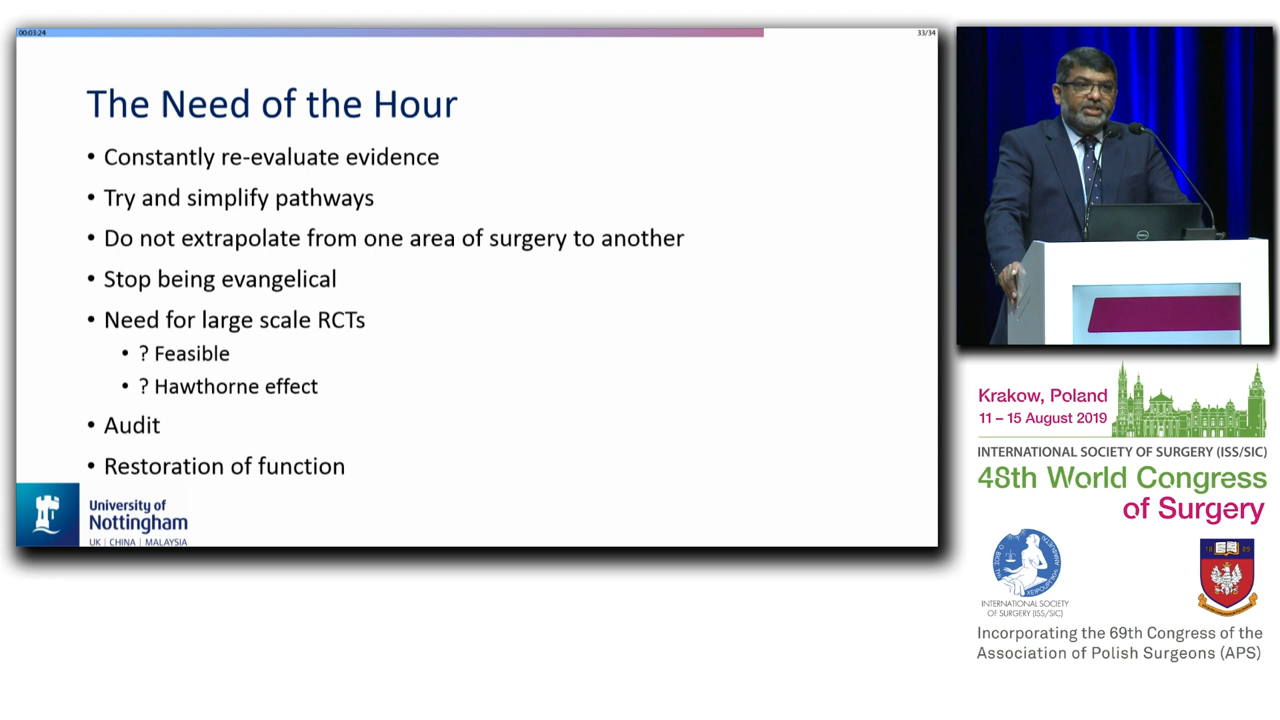 00:03:24
33/34
The Need of the Hour
• Constantly re-evaluate evidence
• Try and simplify pathways
• Do not extrapolate from one area of surgery to another
• Stop being evangelical
• Need for large scale RCTs
• ? Feasible
• ? Hawthorne effect
• Audit
• Restoration of function
University of
Nottingham
UK | CHINA | MALAYSIA
DELL
Krakow, Poland
11 – 15 August 2019
INTERNATIONAL SOCIETY OF SURGERY (ISS/SIC)
48th World Congress
of Surgery
INTERNATIONAL SOCIETY
OF SURGERY (ISS/SIC)
18 89
Incorporating the 69th Congress of the
Association of Polish Surgeons (APS)